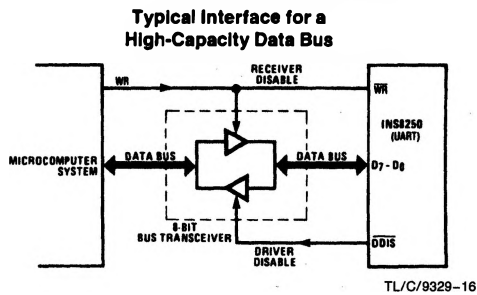 Typical Interface for a
High-Capacity Data Bus
RECEIVER
DISABLE
WR
WR
INS8250
(UART)
MICROCOMPUTER
SYSTEM
DATA BUS
DATA BUS
D7 - D0
8-BIT
BUS TRANSCEIVER
DRIVER
DISABLE
DDIS
TL/C/9329-16